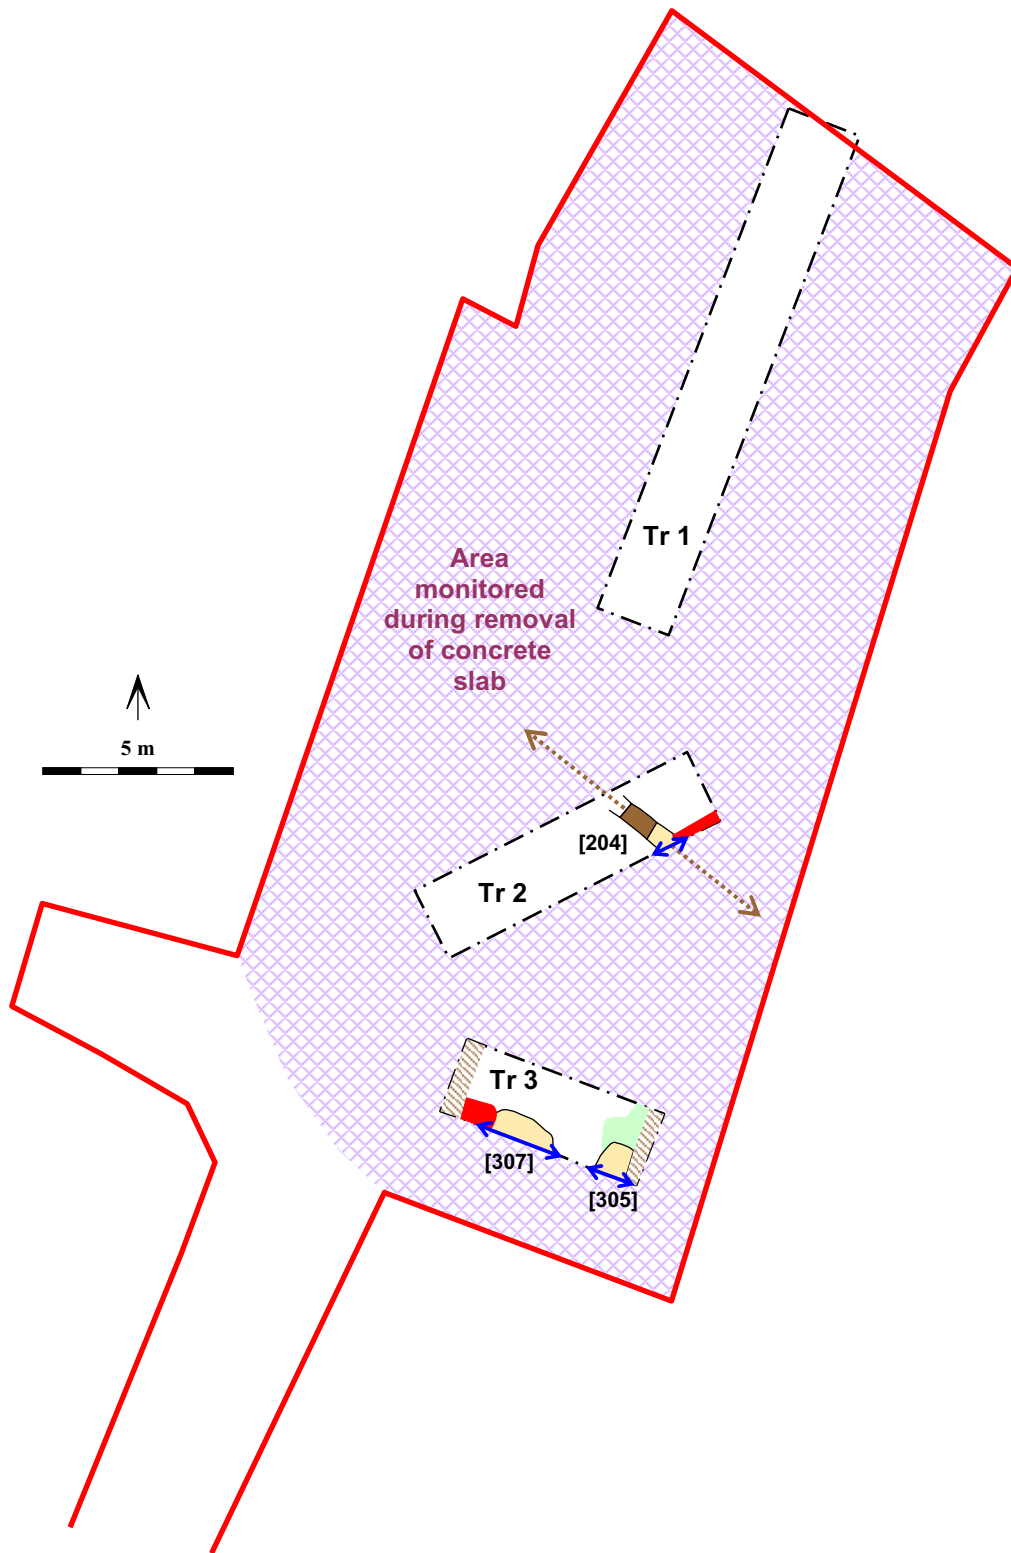 Tr 1
Area
monitored
during removal
of concrete
slab
5 m
[204]
Tr 2
Tr 3
[307]
[305]